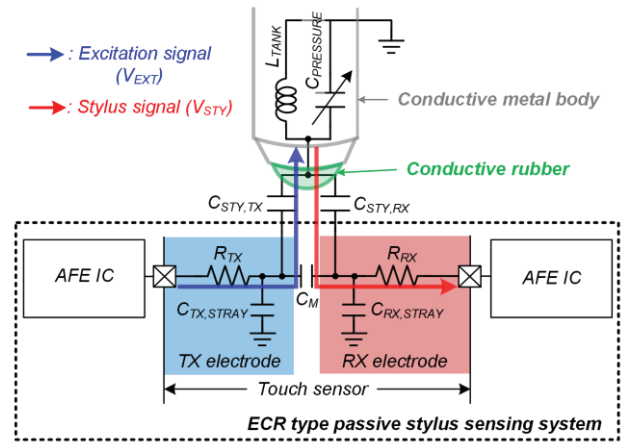 : Excitation signal
(VEXT)
: Stylus signal (VSTY)
LTANK
CPRESSURE
Conductive metal body
Conductive rubber
CSTY,TX
CSTY,RX
AFE IC
RTX
RRX
AFE IC
CM
CTX,STRAY
CRX,STRAY
TX electrode
RX electrode
Touch sensor
ECR type passive stylus sensing system